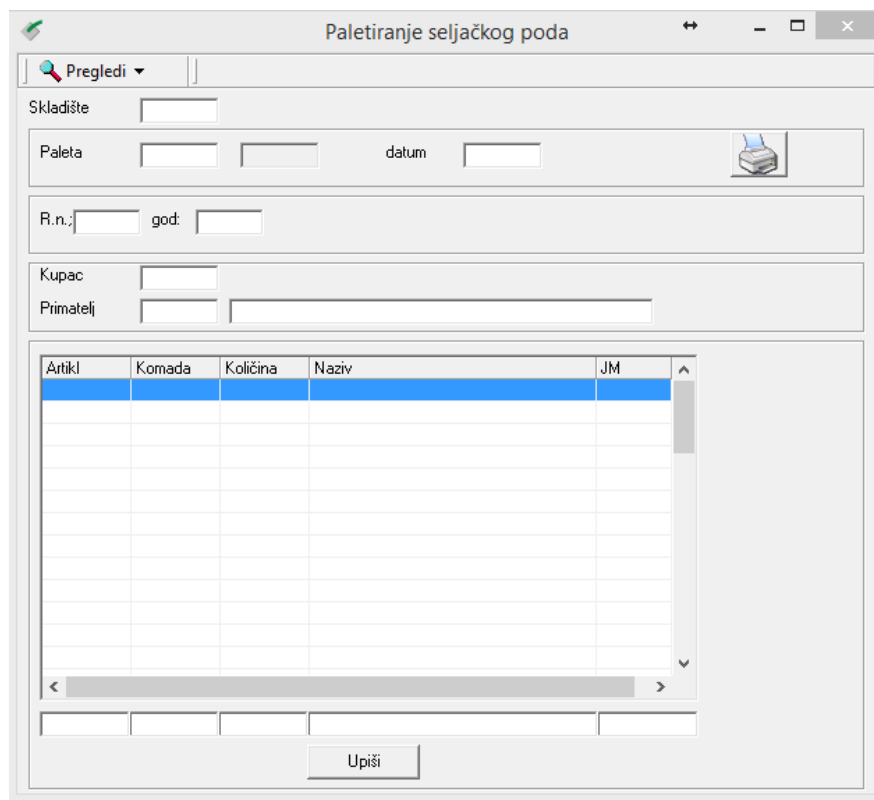 Paletiranje seljačkog poda
Pregledi
Skladište
Paleta datum
R.n.; god:
Kupac
Primatelj
Artikl Komada Količina Naziv JM
Upiši